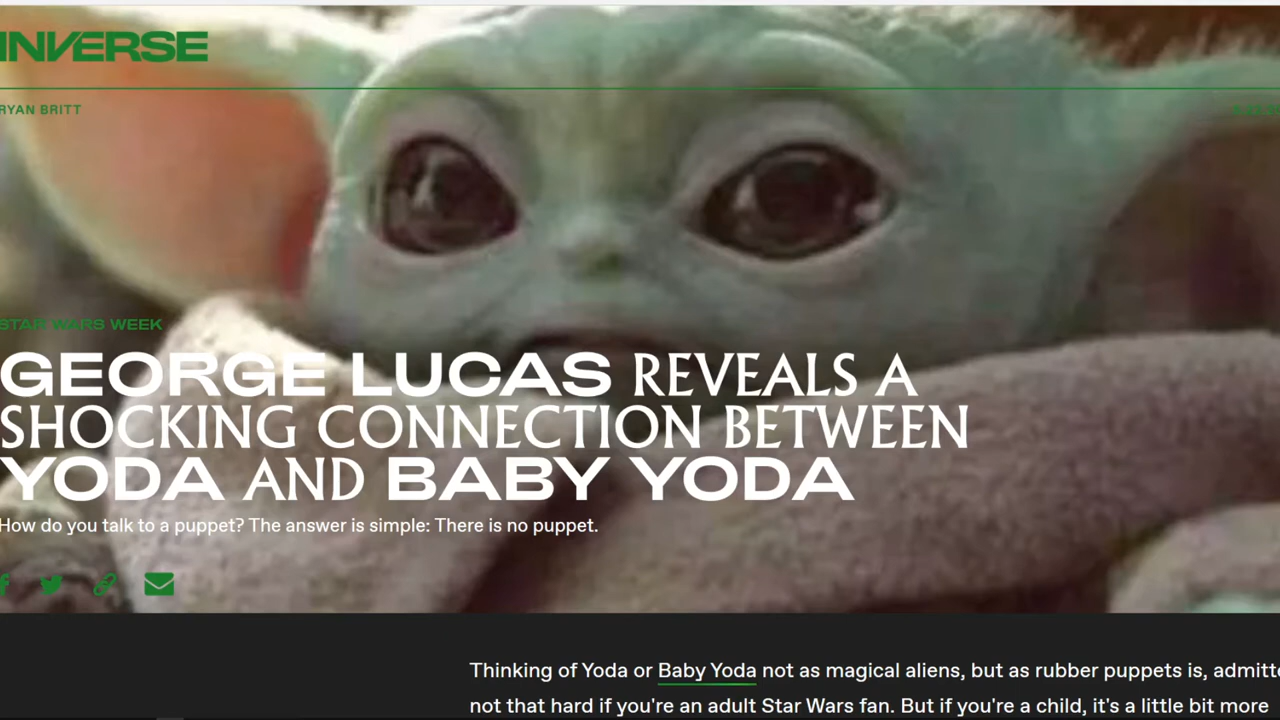 INVERSE
RYAN BRITT
STAR WARS WEEK
GEORGE LUCAS REVEALS A
SHOCKING CONNECTION BETWEEN
YODA AND BABY YODA
How do you talk to a puppet? The answer is simple: There is no puppet.
Thinking of Yoda or Baby Yoda not as magical aliens, but as rubber puppets is,
not that hard if you're an adult Star Wars fan. But if you're a child, it's a little bit more